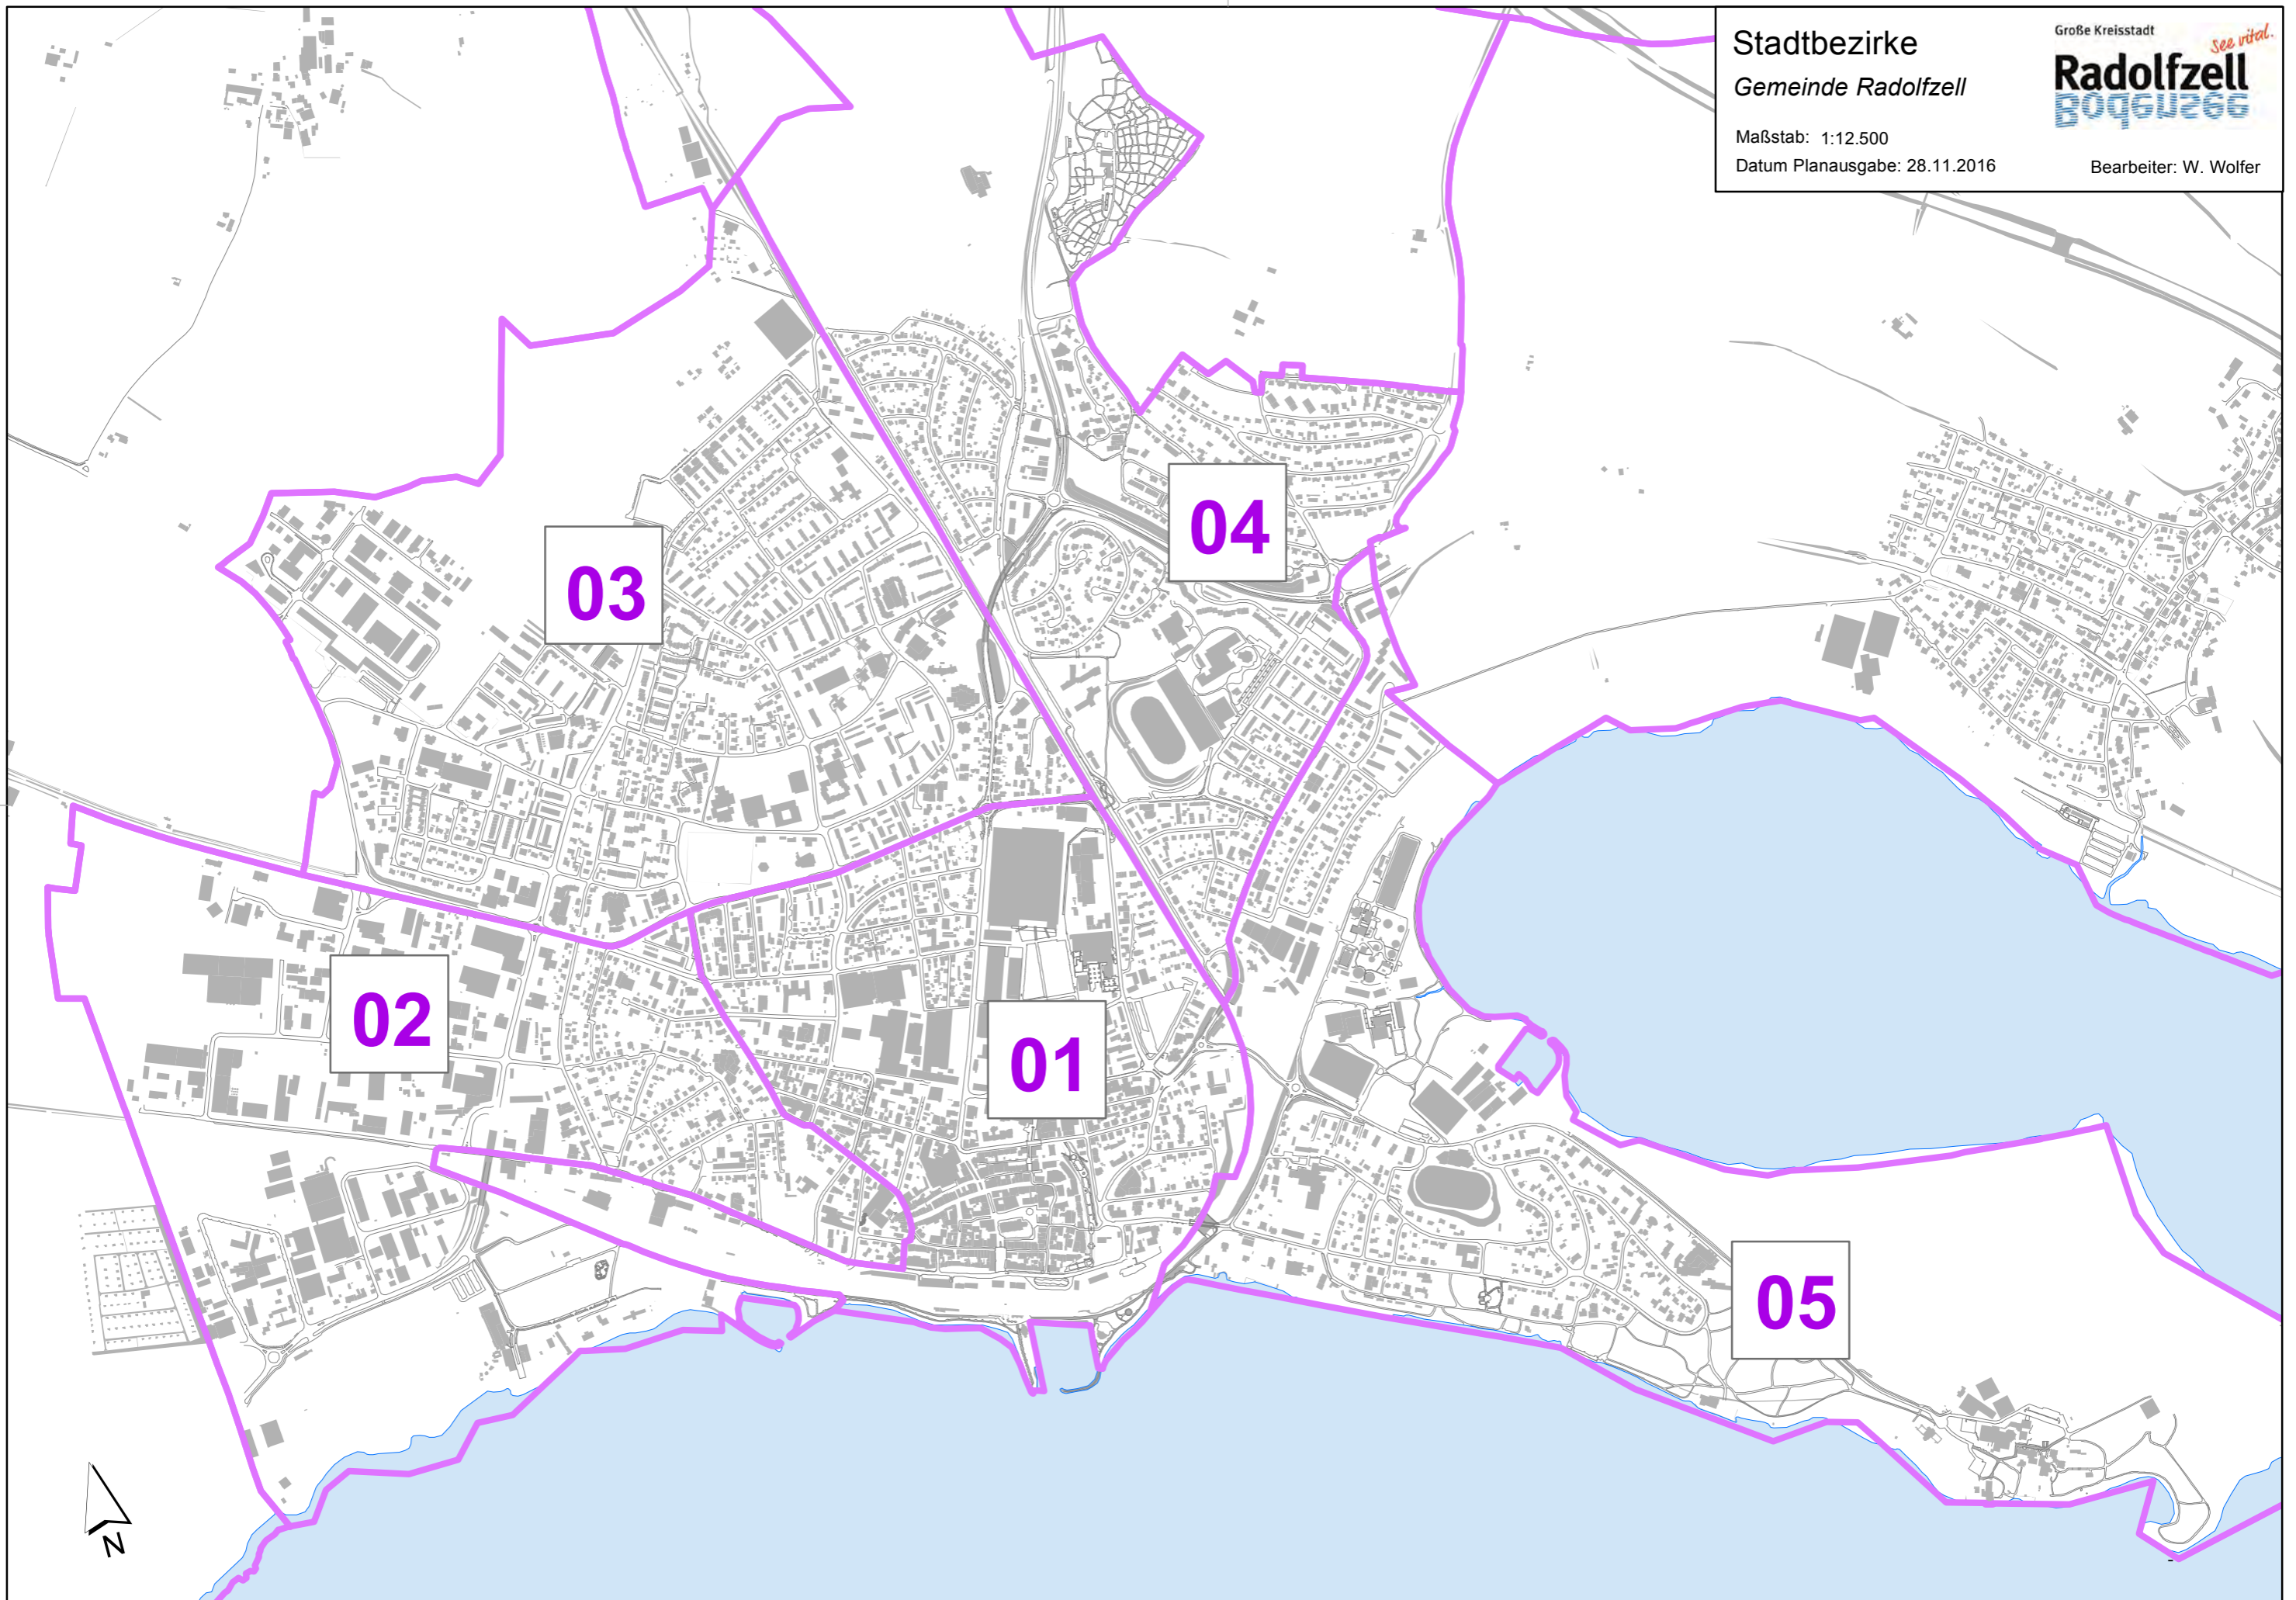 Stadtbezirke
Gemeinde Radolfzell
Maßstab: 1:12.500
Datum Planausgabe: 28.11.2016
Bearbeiter: W. Wolfer
Große Kreisstadt
See vital.
Radolfzell
Bodensee
04
03
02
01
05
N